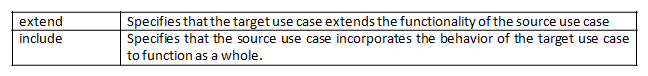 extend Specifies that the target use case extends the functionality of the source use case
include Specifies that the source use case incorporates the behavior of the target use case
to function as a whole.